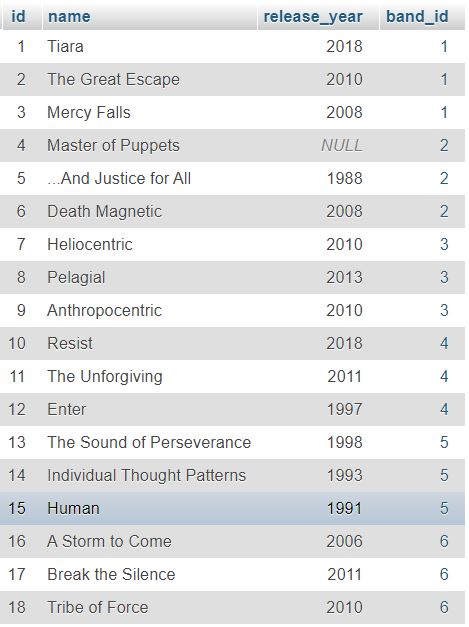 id name release_year band_id
1 Tiara 2018 1
2 The Great Escape 2010 1
3 Mercy Falls 2008 1
4 Master of Puppets NULL 2
5 ...And Justice for All 1988 2
6 Death Magnetic 2008 2
7 Heliocentric 2010 3
8 Pelagial 2013 3
9 Anthropocentric 2010 3
10 Resist 2018 4
11 The Unforgiving 2011 4
12 Enter 1997 4
13 The Sound of Perseverance 1998 5
14 Individual Thought Patterns 1993 5
15 Human 1991 5
16 A Storm to Come 2006 6
17 Break the Silence 2011 6
18 Tribe of Force 2010 6